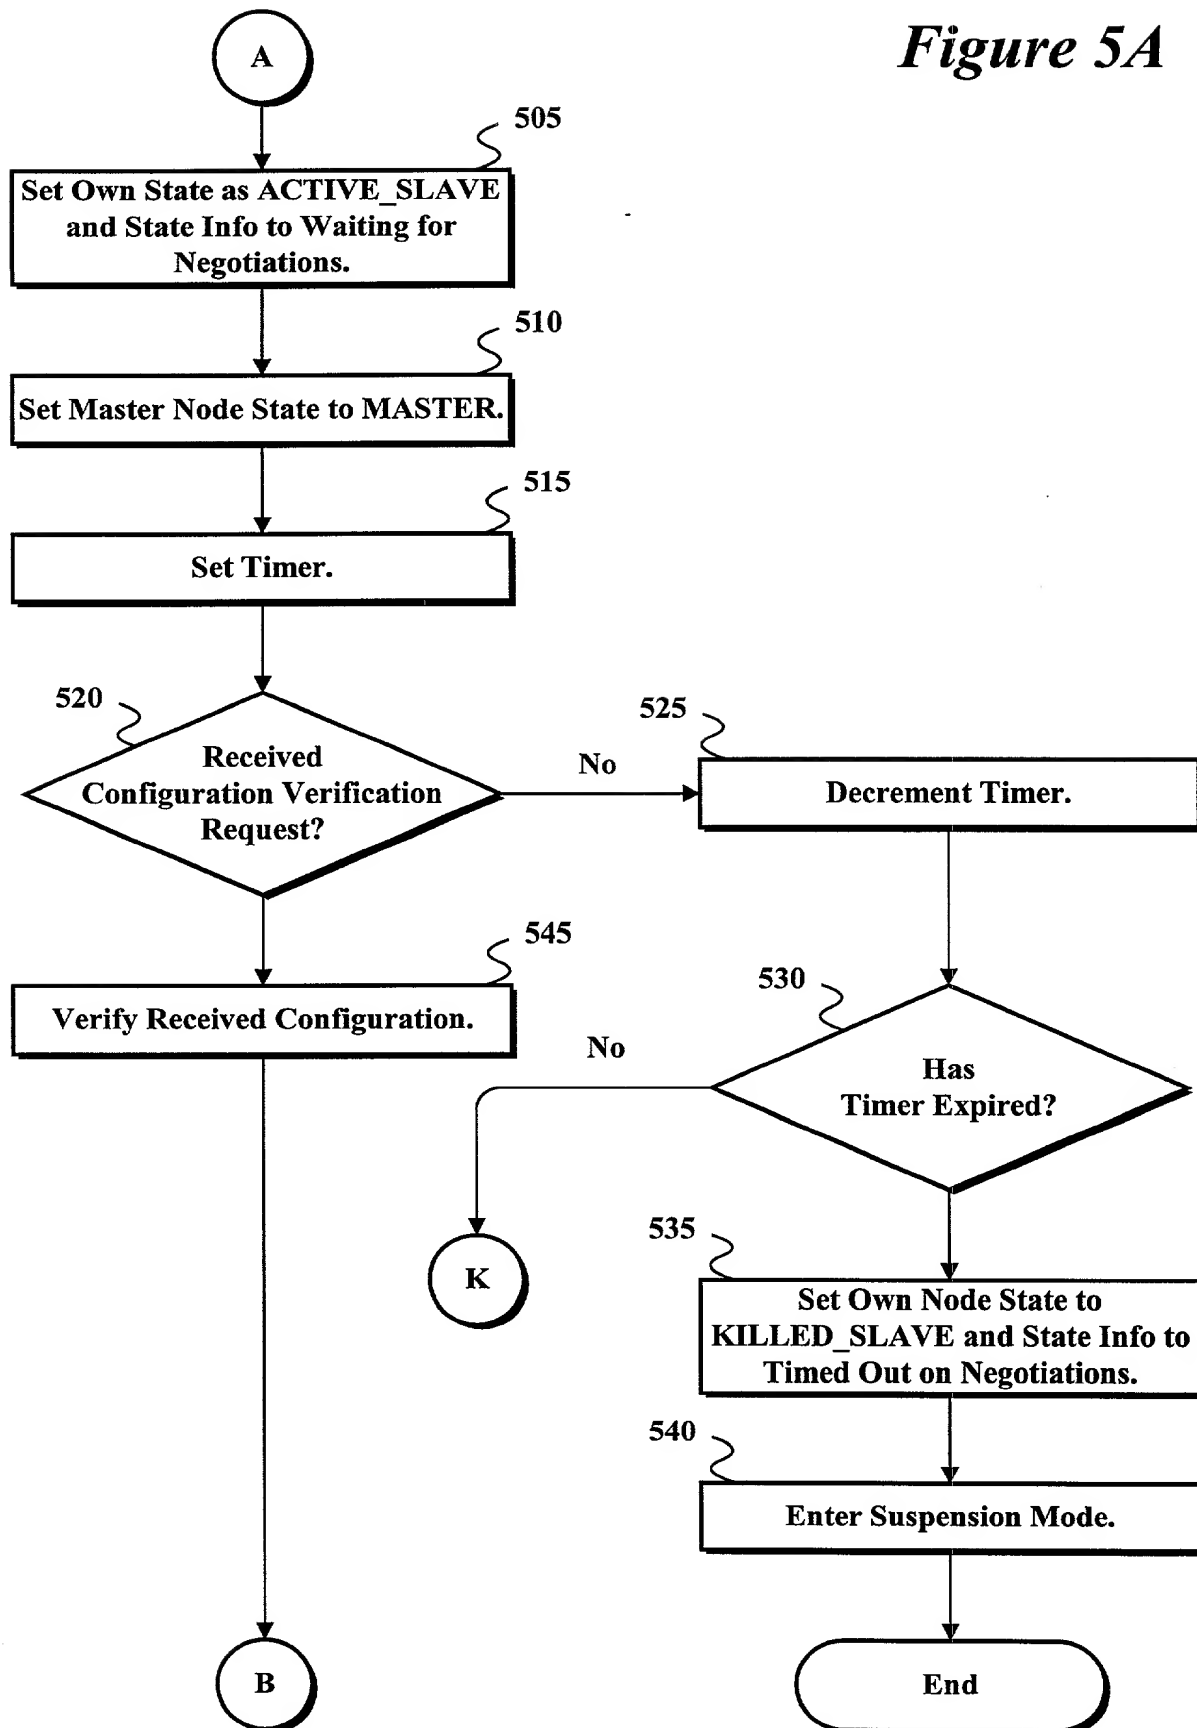 Figure 5A
A
505
Set Own State as ACTIVE_SLAVE
and State Info to Waiting for
Negotiations.
510
Set Master Node State to MASTER.
515
Set Timer.
520
Received
Configuration Verification
Request?
No
525
Decrement Timer.
545
Verify Received Configuration.
530
Has
Timer Expired?
No
K
535
Set Own Node State to
KILLED_SLAVE and State Info to
Timed Out on Negotiations.
540
Enter Suspension Mode.
B
End